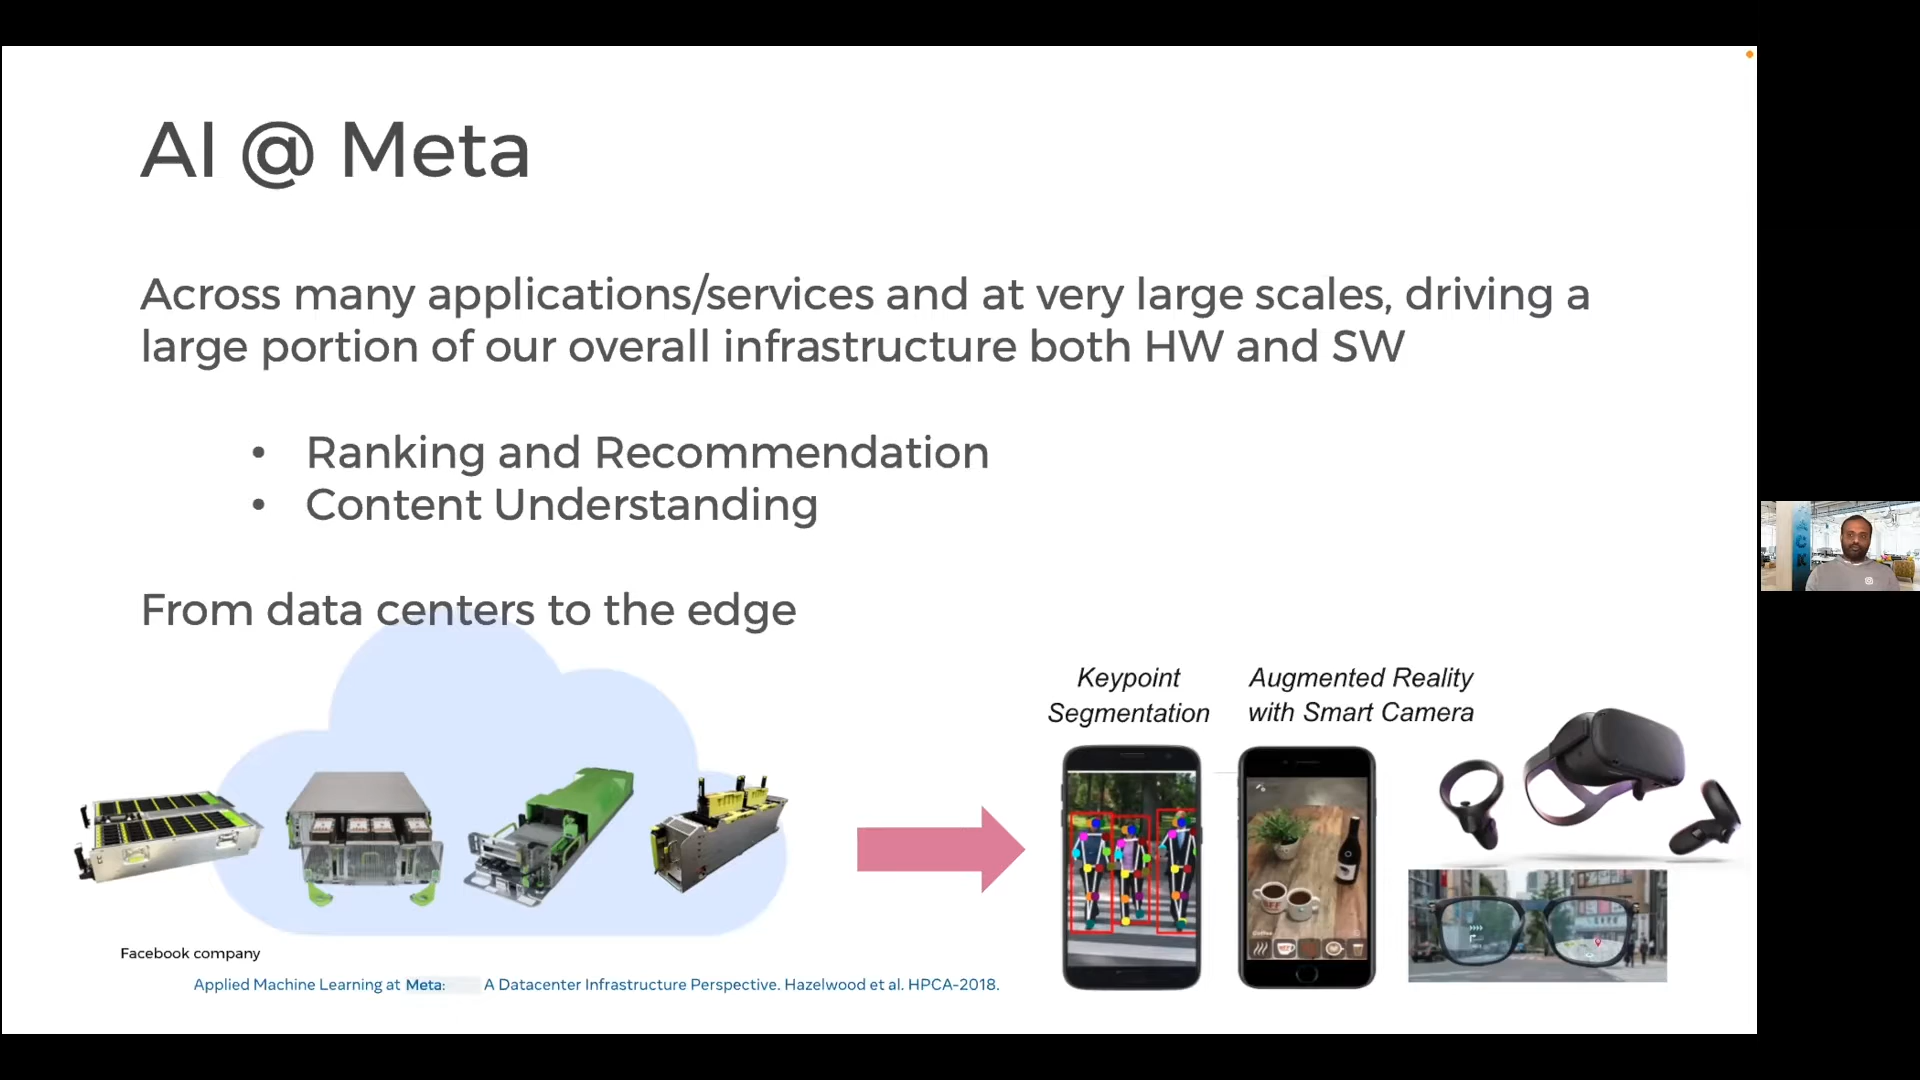 AI @ Meta
Across many applications/services and at very large scales, driving a
large portion of our overall infrastructure both HW and SW
• Ranking and Recommendation
• Content Understanding
From data centers to the edge
Keypoint
Segmentation
Augmented Reality
with Smart Camera
Facebook company
Applied Machine Learning at Meta: A Datacenter Infrastructure Perspective. Hazelwood et al. HPCA-2018.